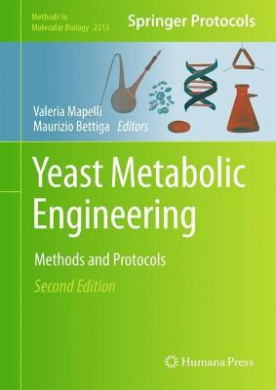 Methods in
Molecular Biology 2513
Springer Protocols
Valeria Mapelli
Maurizio Bettiga Editors
Yeast Metabolic
Engineering
Methods and Protocols
Second Edition
Humana Press